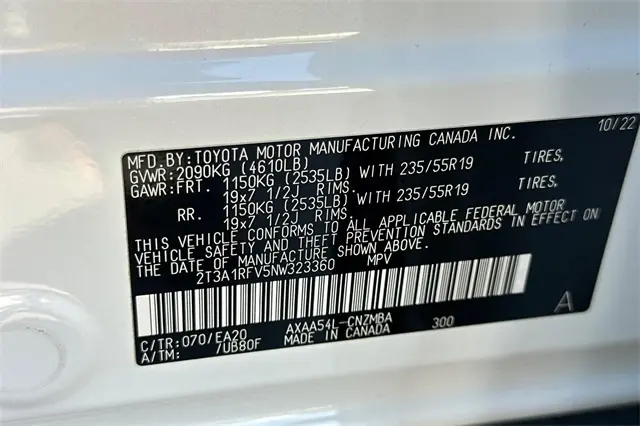 10/22
MFD.BY:TOYOTA MOTOR MANUFACTURING CANADA INC.
GVWR:2090KG (4610LB)
GAWR:FRT. 1150KG (2535LB) WITH 235/55R19 TIRES,
19x7 1/2J RIMS.
RR. 1150KG (2535LB) WITH 235/55R19 TIRES,
19x7 1/2J RIMS.
THIS VEHICLE CONFORMS TO ALL APPLICABLE FEDERAL MOTOR
VEHICLE SAFETY AND THEFT PREVENTION STANDARDS IN EFFECT ON
THE DATE OF MANUFACTURE SHOWN ABOVE.
2T3A1RFV5NW323360 MPV
A
C/TR:070/EA20 AXAA54L-CNZMBA 300
A/TM: /UB80F MADE IN CANADA